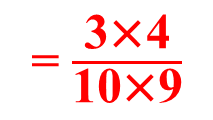 = 3×4 / 10×9